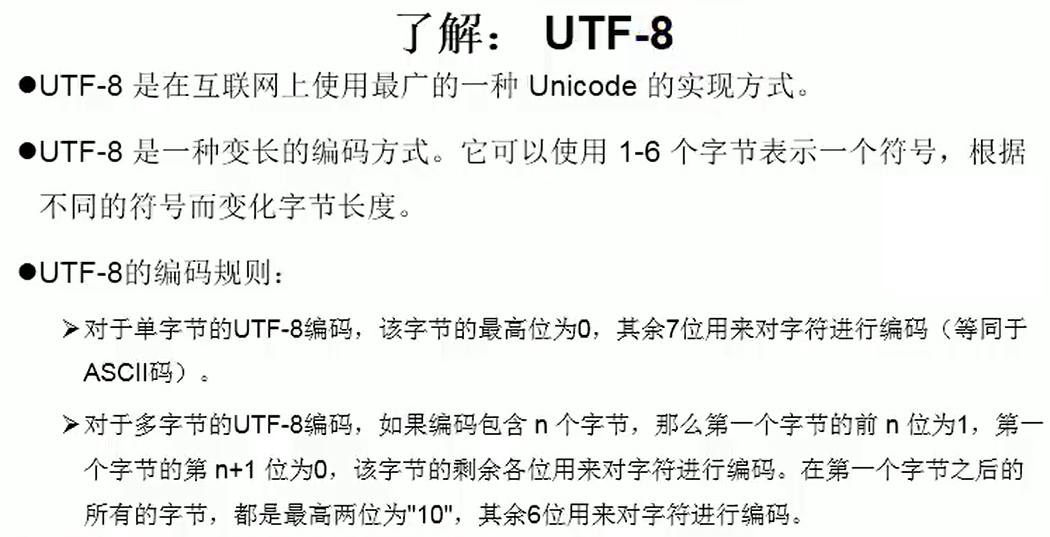 了解： UTF-8
●UTF-8 是在互联网上使用最广的一种 Unicode 的实现方式。
●UTF-8 是一种变长的编码方式。它可以使用 1-6 个字节表示一个符号，根据
不同的符号而变化字节长度。
●UTF-8的编码规则：
➢对于单字节的UTF-8编码，该字节的最高位为0，其余7位用来对字符进行编码（等同于
ASCII码）。
➢对于多字节的UTF-8编码，如果编码包含 n 个字节，那么第一个字节的前 n 位为1，第一
个字节的第 n+1 位为0，该字节的剩余各位用来对字符进行编码。在第一个字节之后的
所有的字节，都是最高两位为"10"，其余6位用来对字符进行编码。